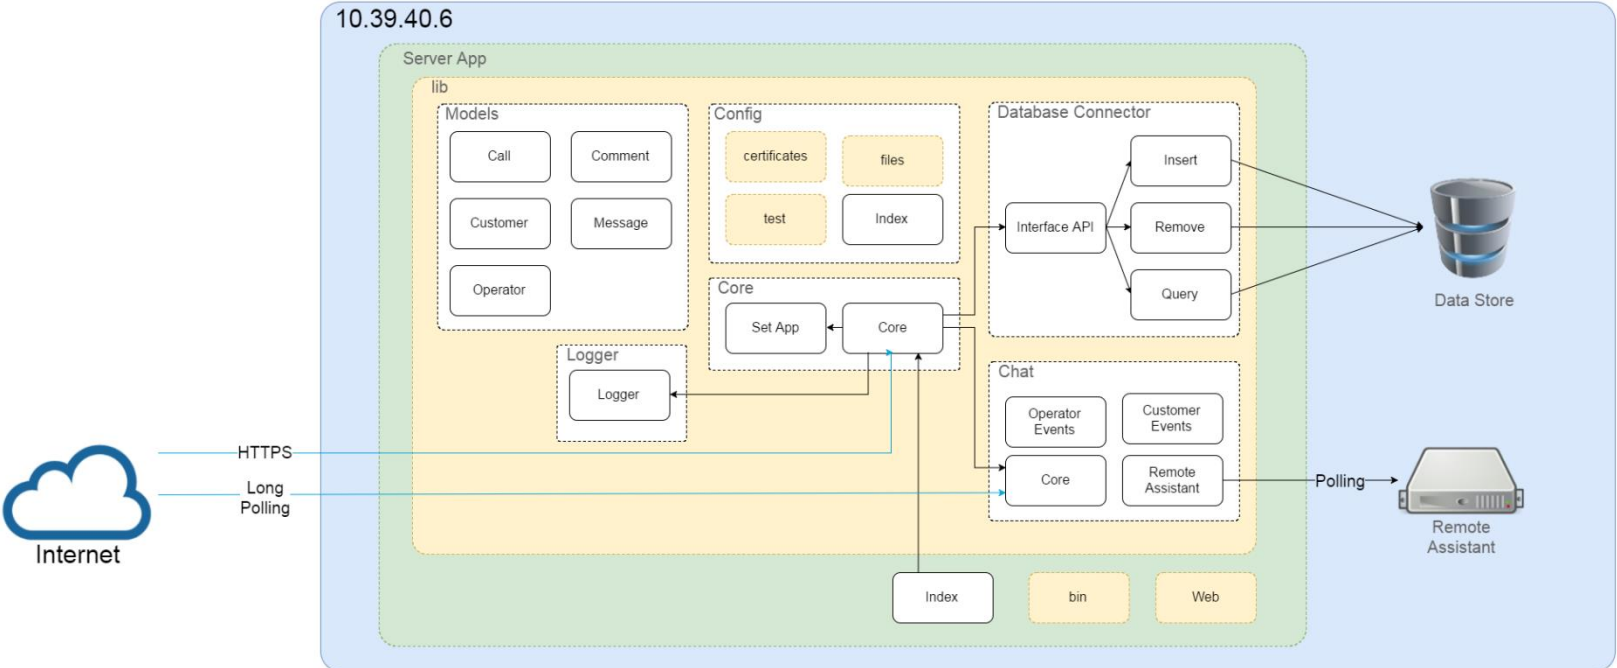 10.39.40.6
Server App
lib
Models
Call
Comment
Customer
Message
Operator
Config
certificates
files
test
Index
Database Connector
Interface API
Insert
Remove
Query
Data Store
Core
Set App
Core
Logger
Logger
Chat
Operator
Events
Customer
Events
Core
Remote
Assistant
Polling
Remote
Assistant
HTTPS
Long
Polling
Internet
Index
bin
Web